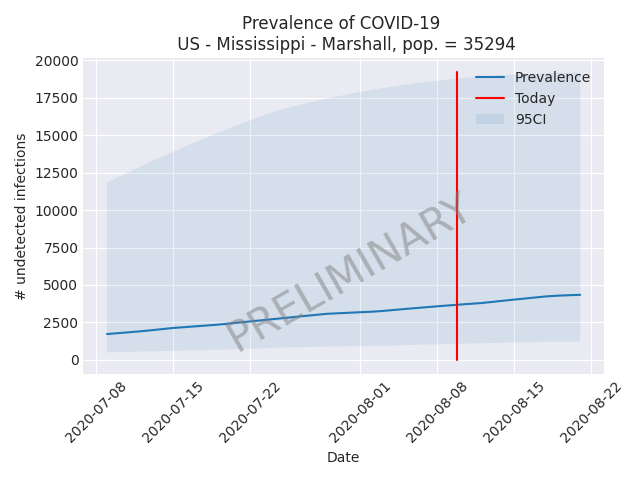 Prevalence of COVID-19
US - Mississippi - Marshall, pop. = 35294
# undetected infections
20000
17500
15000
12500
10000
7500
5000
2500
0
Prevalence
Today
95CI
PRELIMINARY
2020-07-08
2020-07-15
2020-07-22
2020-08-01
2020-08-08
2020-08-15
2020-08-22
Date